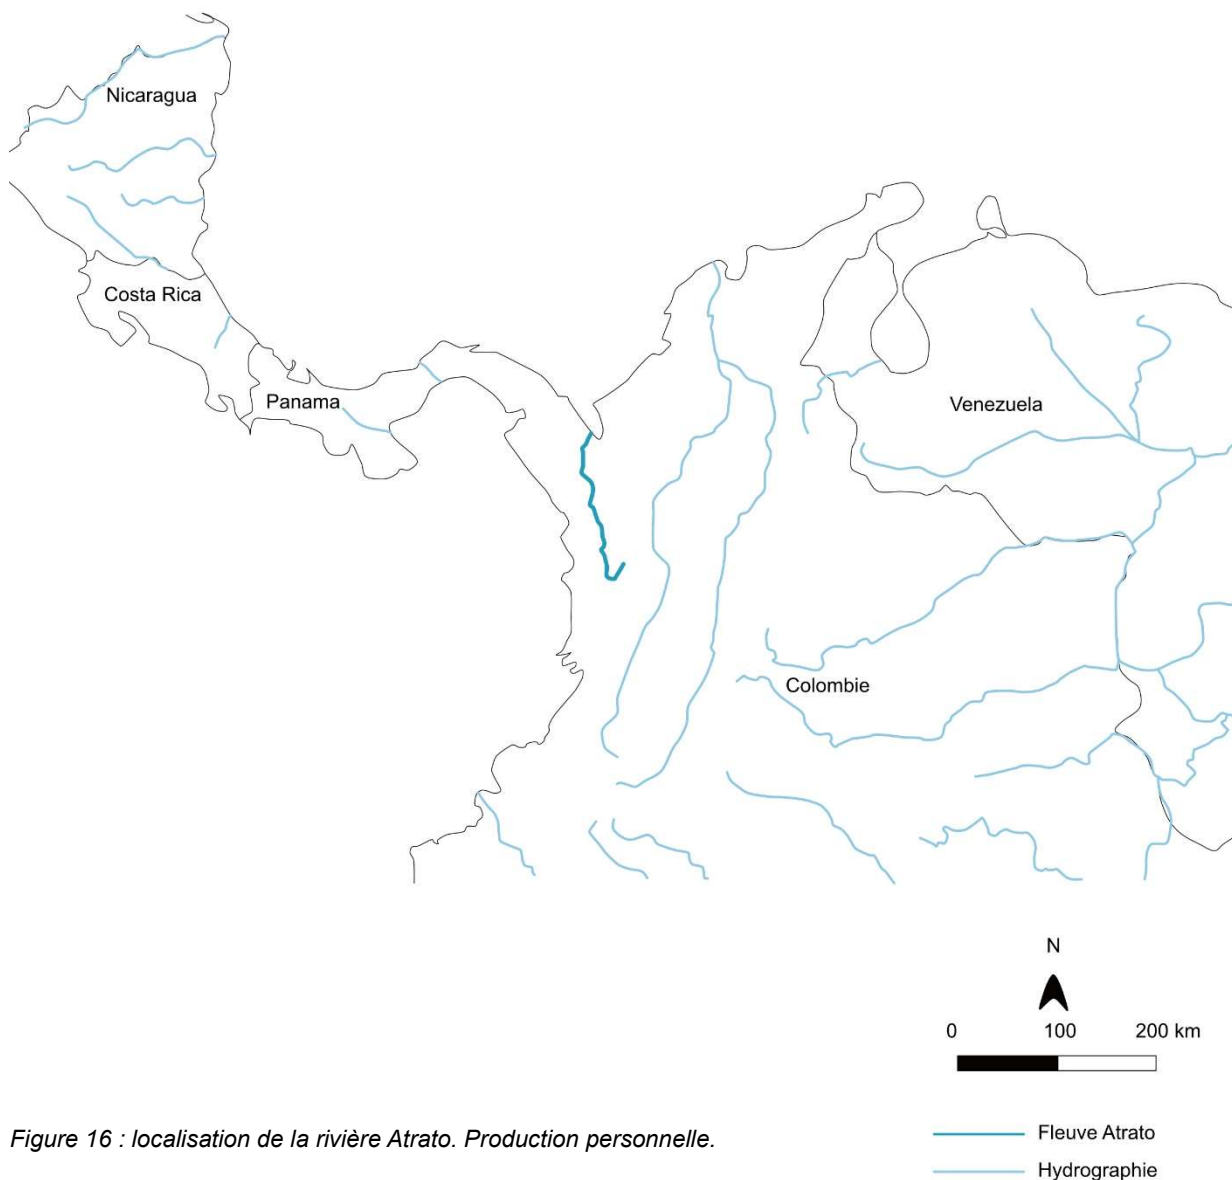 Nicaragua
Costa Rica
Panama
Venezuela
Colombie
N
0 100 200 km
Figure 16 : localisation de la rivière Atrato. Production personnelle.
Fleuve Atrato
Hydrographie